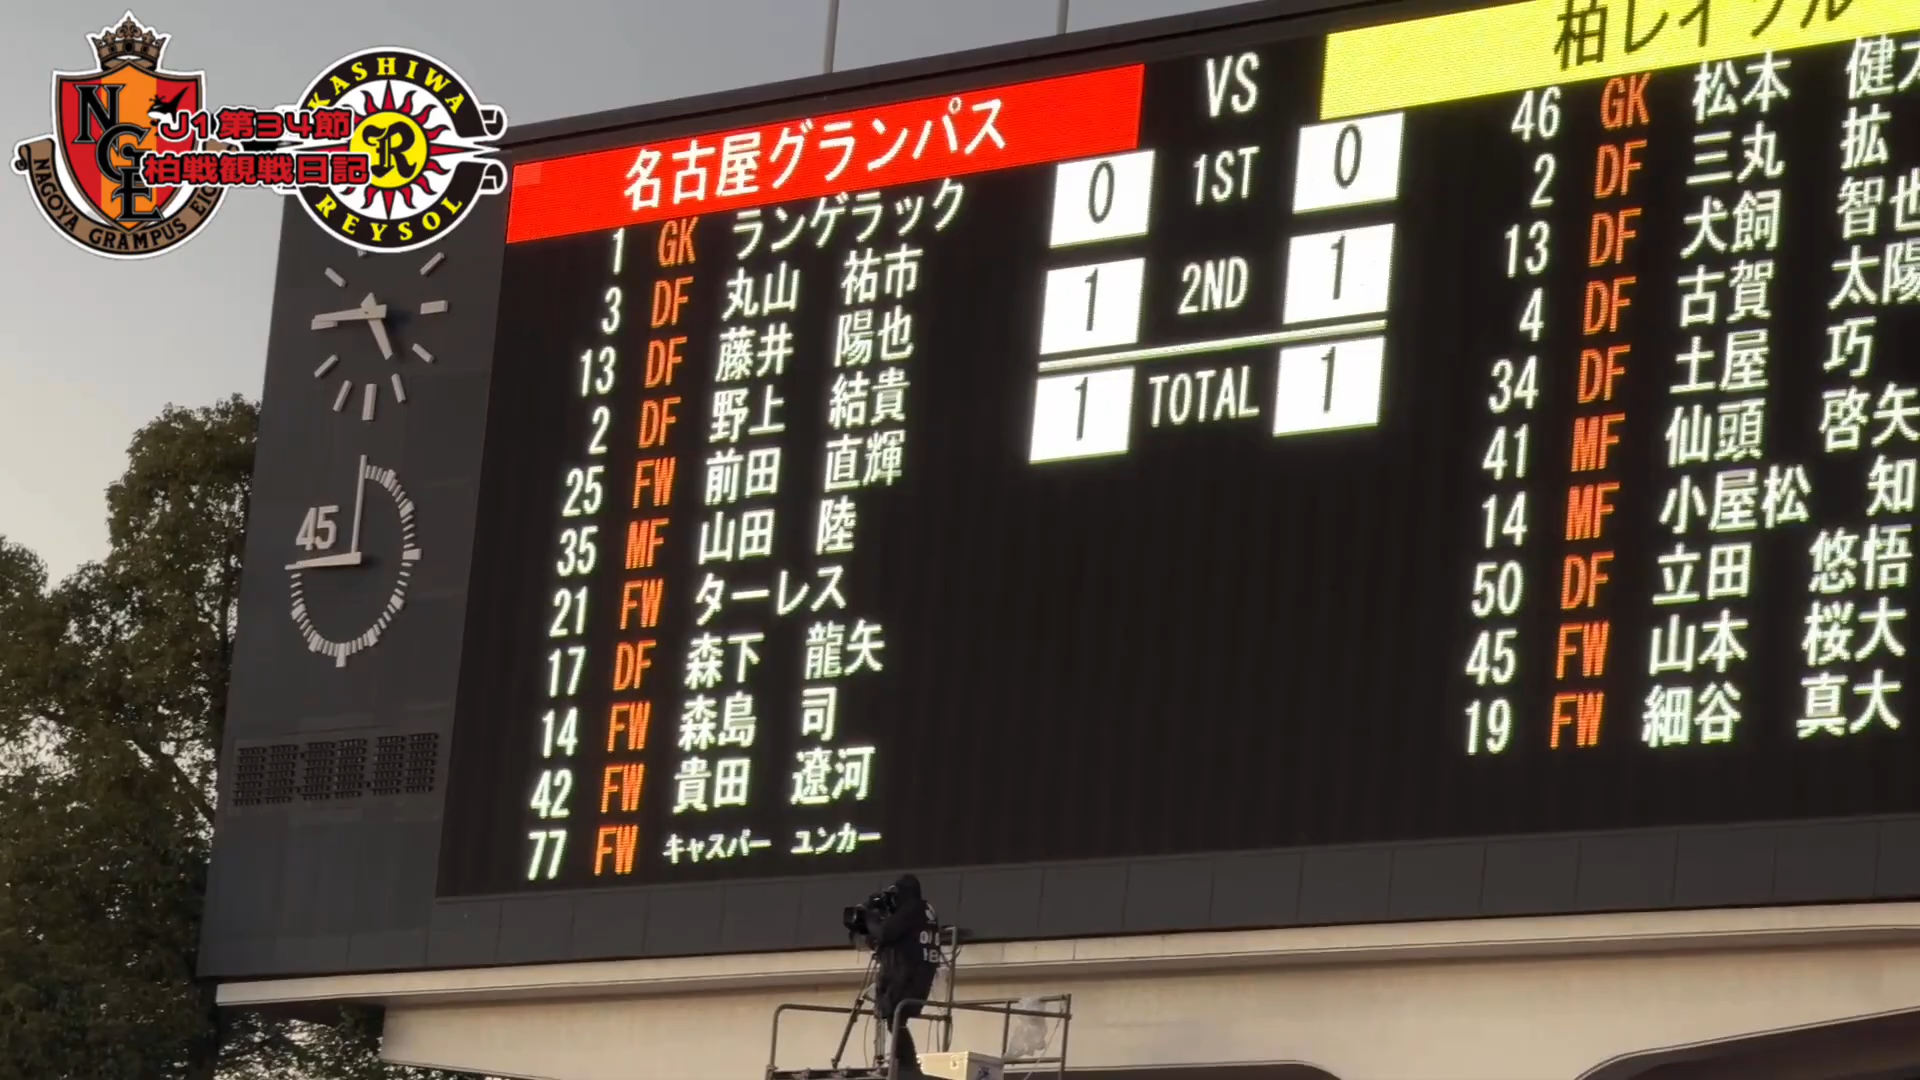 J1第34節
柏戦観戦日記
NGE
NAGOYA GRAMPUS EIG
KASHIWA
R
REYSOL
45
名古屋グランパス
VS
柏レイソル
0 1ST 0
1 2ND 1
1 TOTAL 1
1 GK ランゲラック
3 DF 丸山 祐市
13 DF 藤井 陽也
2 DF 野上 結貴
25 FW 前田 直輝
35 MF 山田 陸
21 FW ターレス
17 DF 森下 龍矢
14 FW 森島 司
42 FW 貴田 遼河
77 FW キャスパー ユンカー
46 GK 松本 健太
2 DF 三丸 拡
13 DF 犬飼 智也
4 DF 古賀 太陽
34 DF 土屋 巧
41 MF 仙頭 啓矢
14 MF 小屋松 知
50 DF 立田 悠悟
45 FW 山本 桜大
19 FW 細谷 真大